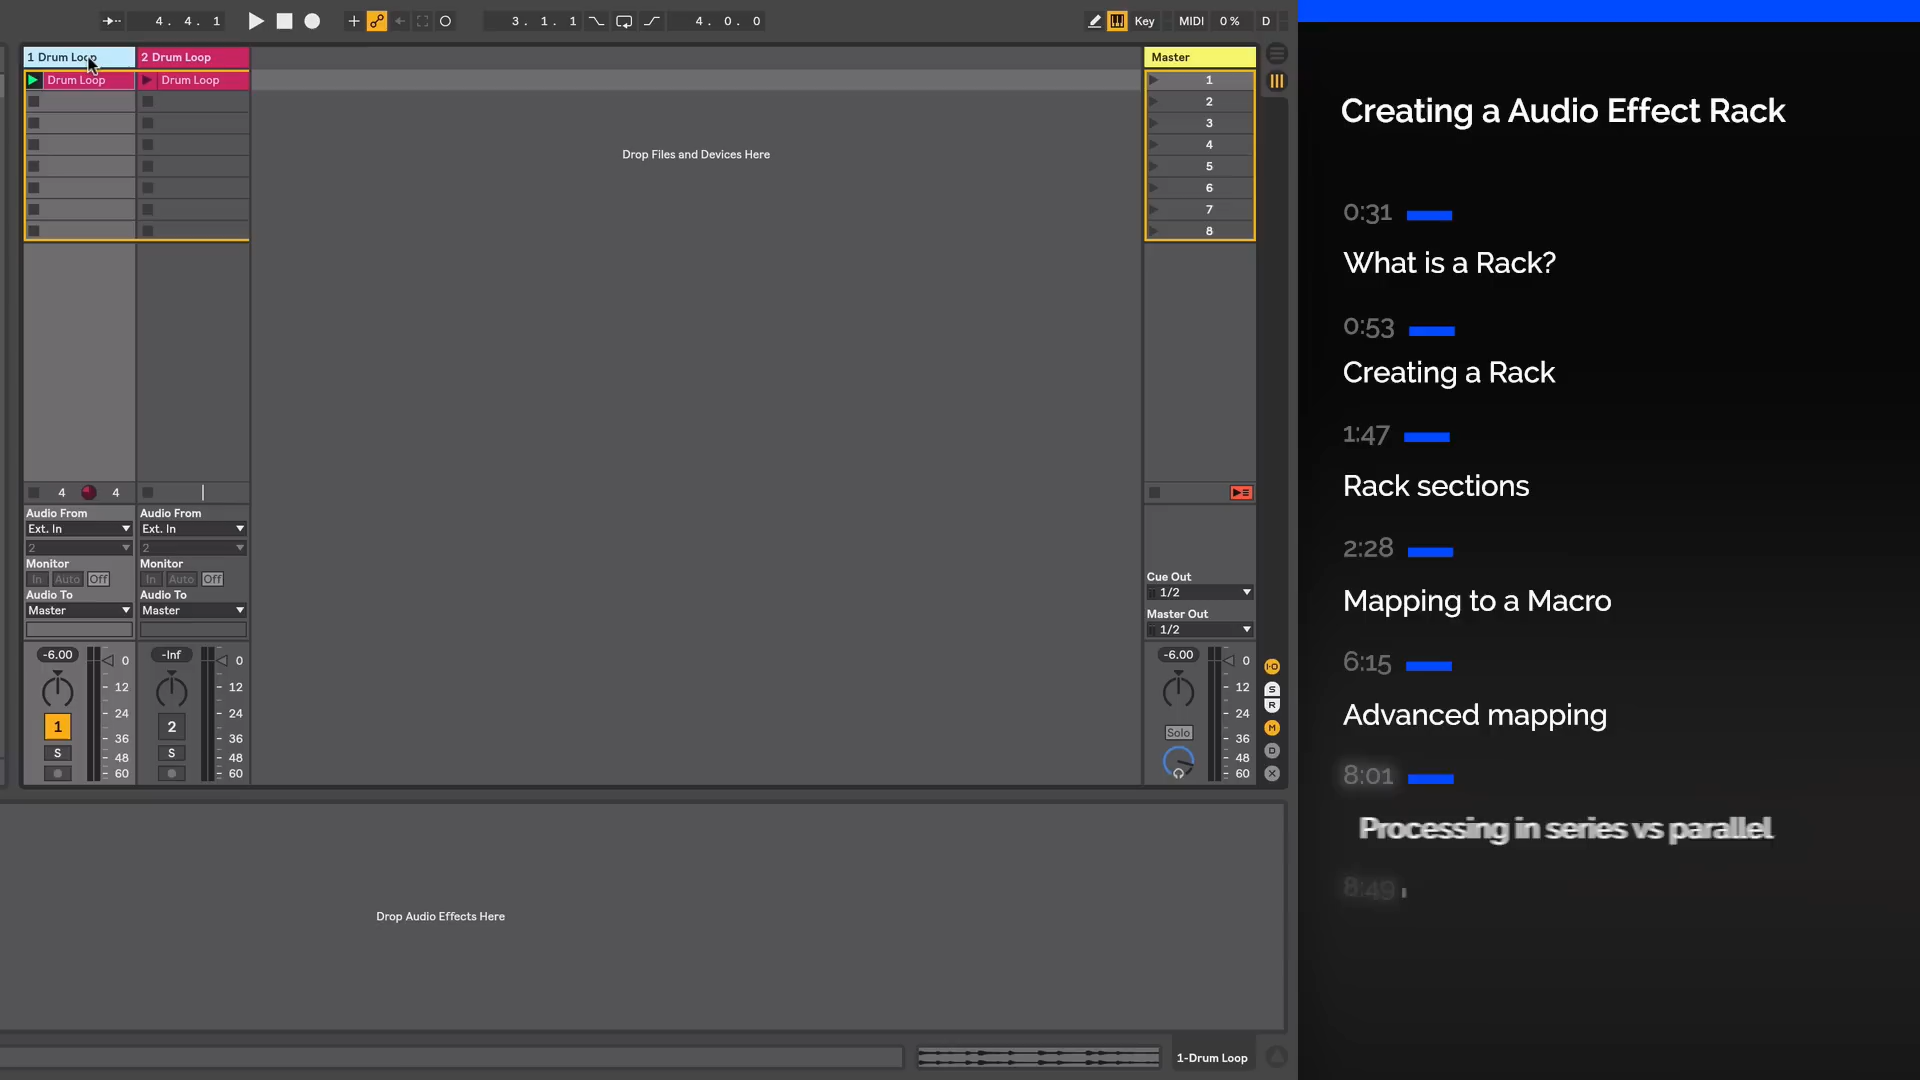 4. 4. 1
3. 1. 1
4. 0. 0
Key
MIDI
0 %
D
1 Drum Loop
2 Drum Loop
Master
Drum Loop
Drum Loop
1
2
3
4
5
6
7
8
Drop Files and Devices Here
4
4
Audio From
Ext. In
2
Monitor
In
Auto
Off
Audio To
Master
Audio From
Ext. In
2
Monitor
In
Auto
Off
Audio To
Master
Cue Out
1/2
Master Out
1/2
-6.00
0
12
24
36
48
60
1
S
-Inf
0
12
24
36
48
60
2
S
-6.00
0
12
24
36
48
60
Solo
I·O
S
R
M
D
X
Drop Audio Effects Here
1-Drum Loop
Creating a Audio Effect Rack
0:31
What is a Rack?
0:53
Creating a Rack
1:47
Rack sections
2:28
Mapping to a Macro
6:15
Advanced mapping
8:01
Processing in series vs parallel
8:49